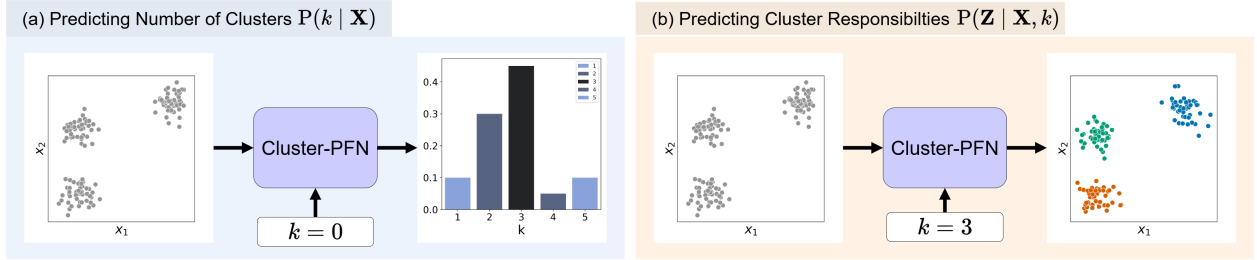 (a) Predicting Number of Clusters P(k | X)
x₂
x₁
Cluster-PFN
k = 0
1
2
3
4
5
0.4
0.3
0.2
0.1
0.0
1 2 3 4 5
k
(b) Predicting Cluster Responsibilties P(Z | X, k)
x₂
x₁
Cluster-PFN
k = 3
x₂
x₁